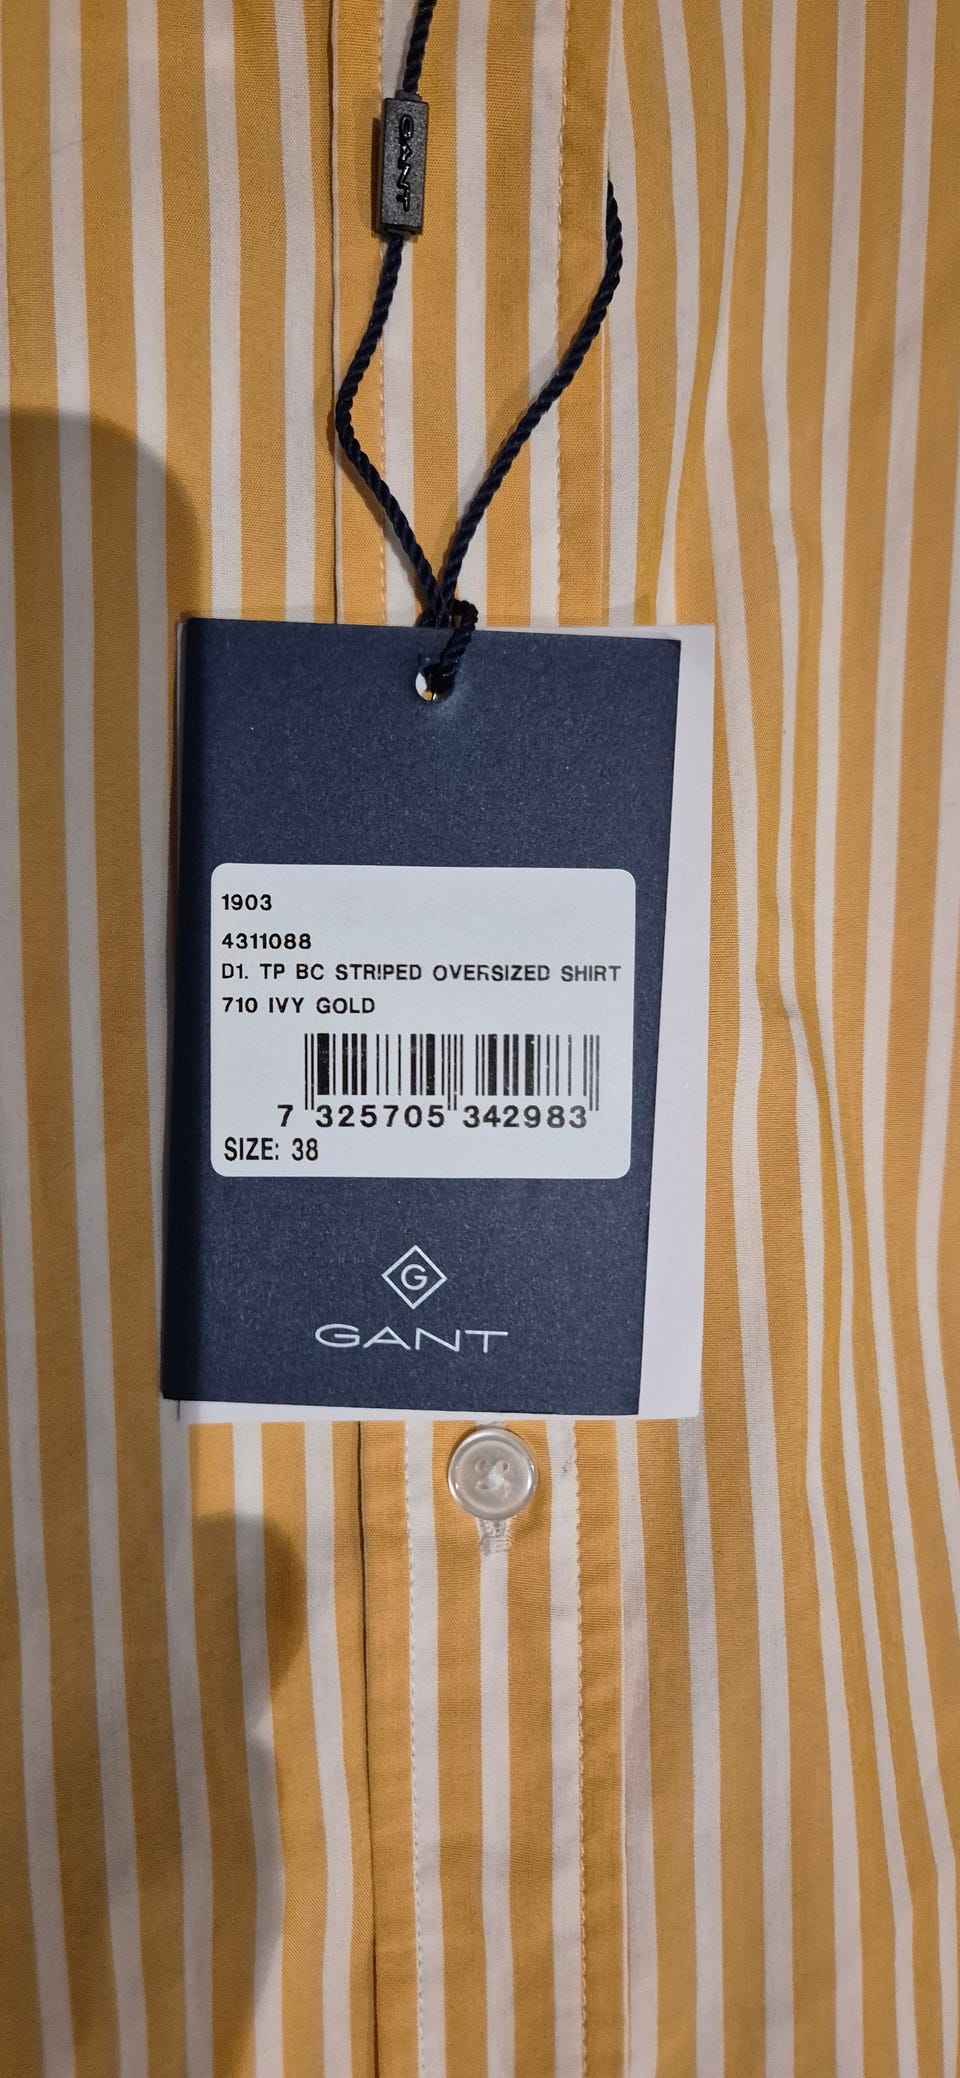 GANT
1903
4311088
D1. TP BC STRIPED OVERSIZED SHIRT
710 IVY GOLD
7 325705 342983
SIZE: 38
G
GANT